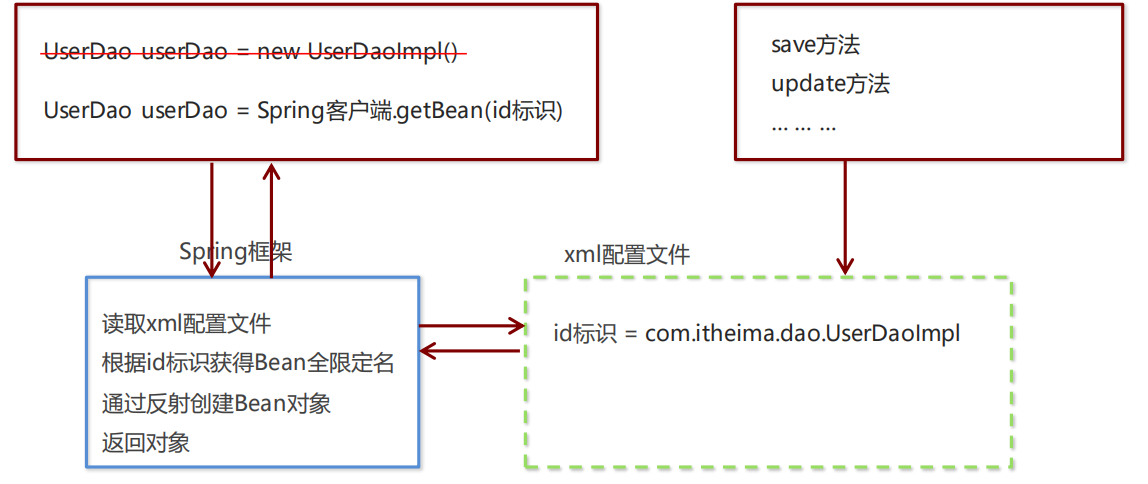 UserDao userDao = new UserDaoImpl()
UserDao userDao = Spring客户端.getBean(id标识)
save方法
update方法
... ... ...
Spring框架
读取xml配置文件
根据id标识获得Bean全限定名
通过反射创建Bean对象
返回对象
xml配置文件
id标识 = com.itheima.dao.UserDaoImpl